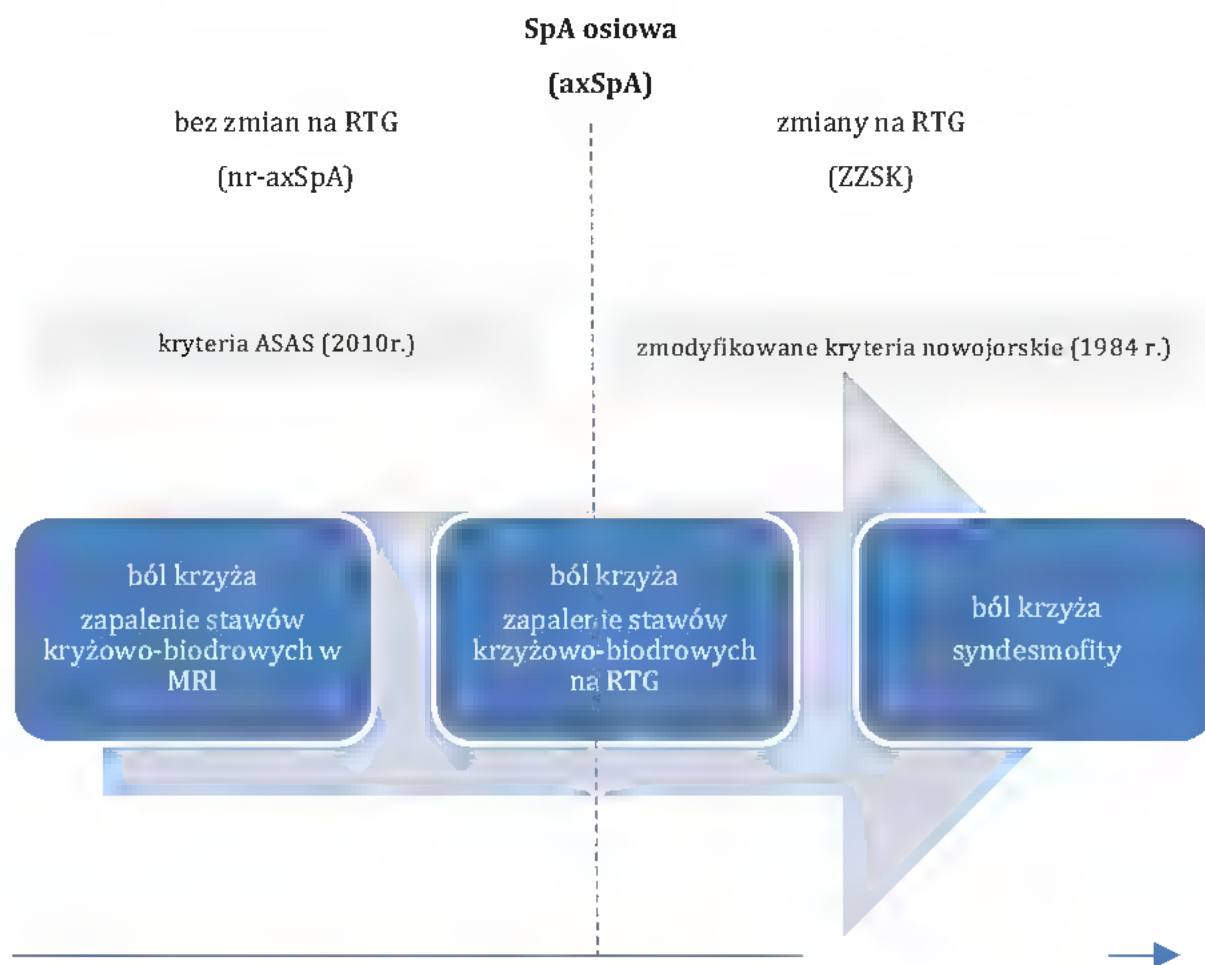 SpA osiowa
(axSpA)
bez zmian na RTG
(nr-axSpA)
zmiany na RTG
(ZZSK)
kryteria ASAS (2010r.)
zmodyfikowane kryteria nowojorskie (1984 r.)
ból krzyża
zapalenie stawów
kryżowo-biodrowych w
MRI
ból krzyża
zapalenie stawów
krzyżowo-biodrowych
na RTG
ból krzyża
syndesmofity